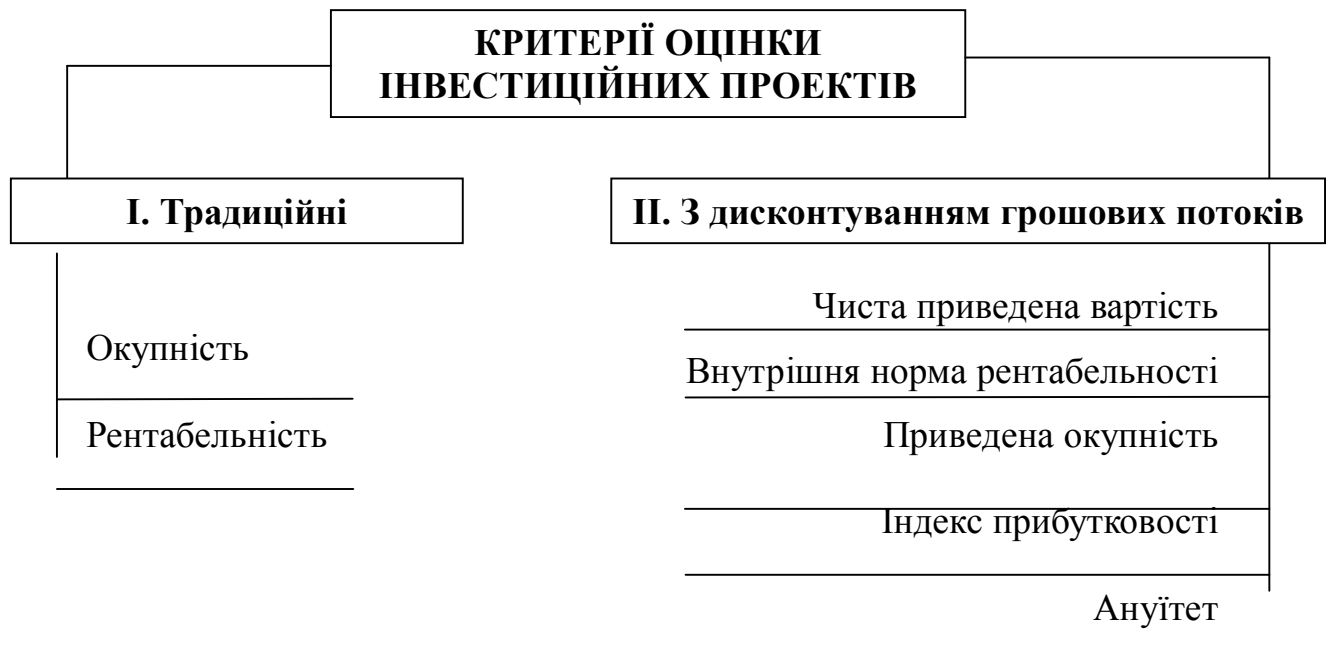 КРИТЕРІЇ ОЦІНКИ
ІНВЕСТИЦІЙНИХ ПРОЕКТІВ
І. Традиційні
ІІ. З дисконтуванням грошових потоків
Окупність
Рентабельність
Чиста приведена вартість
Внутрішня норма рентабельності
Приведена окупність
Індекс прибутковості
Ануїтет